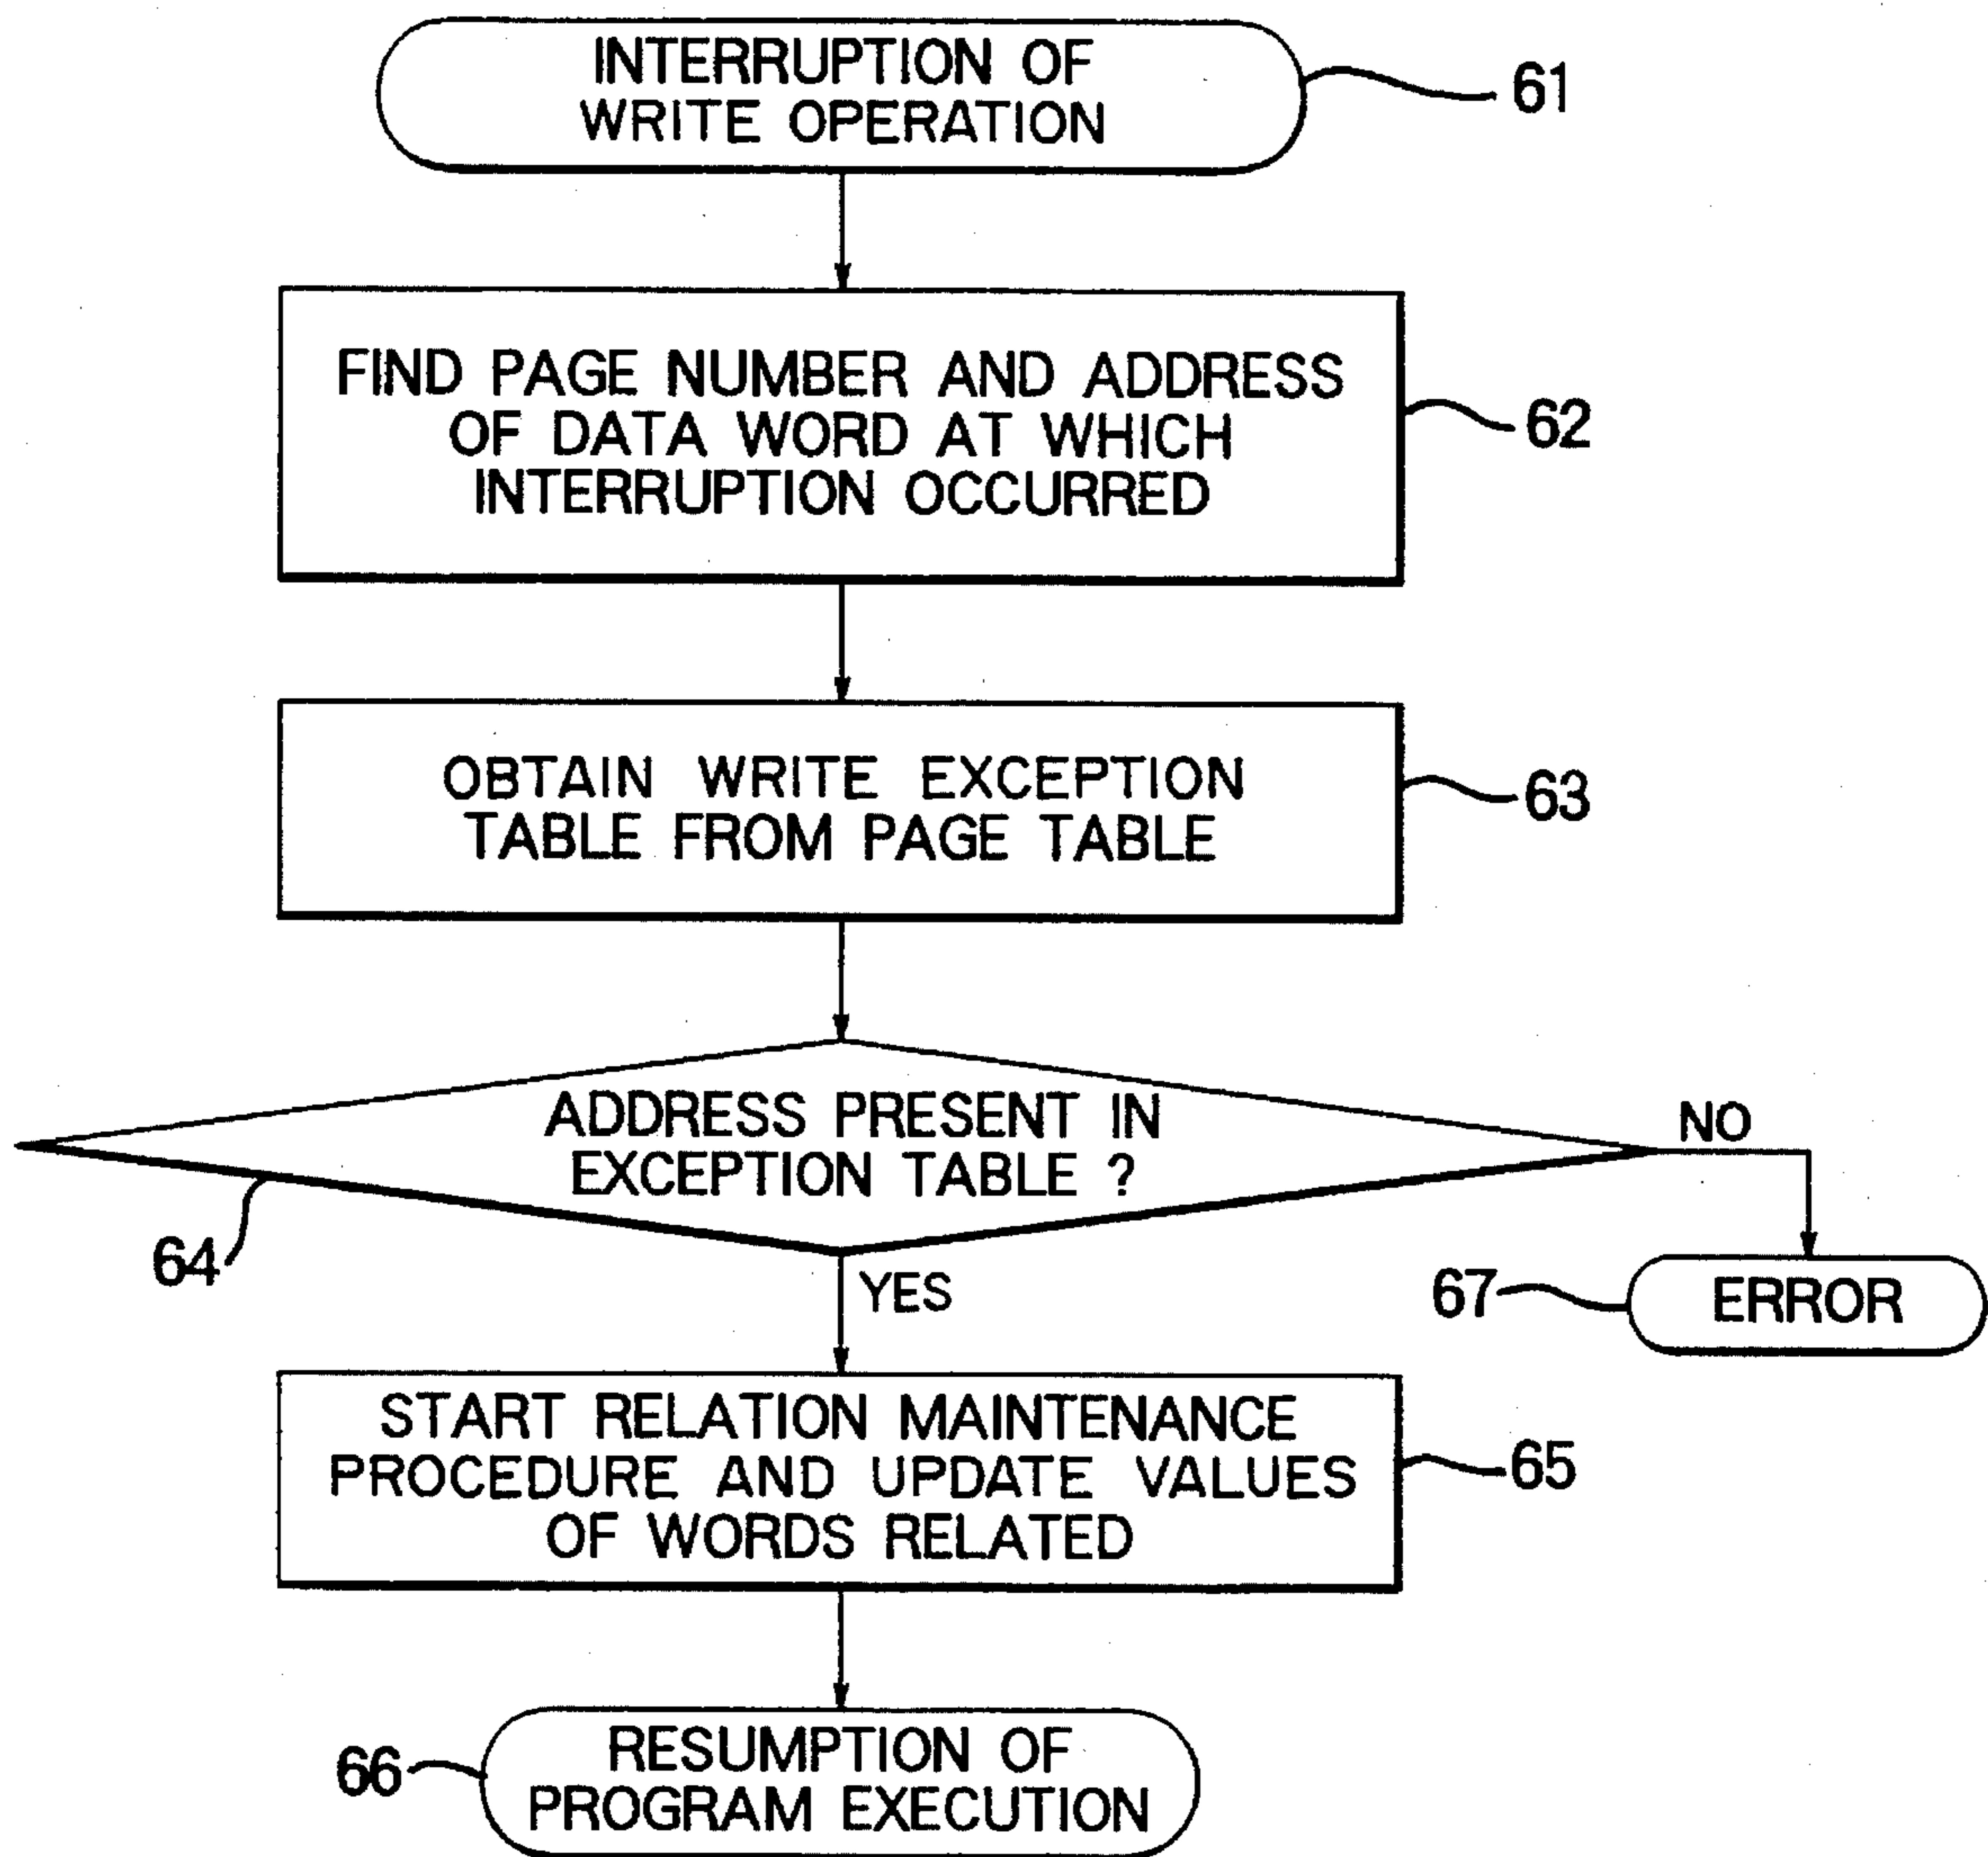 INTERRUPTION OF
WRITE OPERATION
61
FIND PAGE NUMBER AND ADDRESS
OF DATA WORD AT WHICH
INTERRUPTION OCCURRED
62
OBTAIN WRITE EXCEPTION
TABLE FROM PAGE TABLE
63
ADDRESS PRESENT IN
EXCEPTION TABLE ?
NO
64
YES
67
ERROR
START RELATION MAINTENANCE
PROCEDURE AND UPDATE VALUES
OF WORDS RELATED
65
66
RESUMPTION OF
PROGRAM EXECUTION